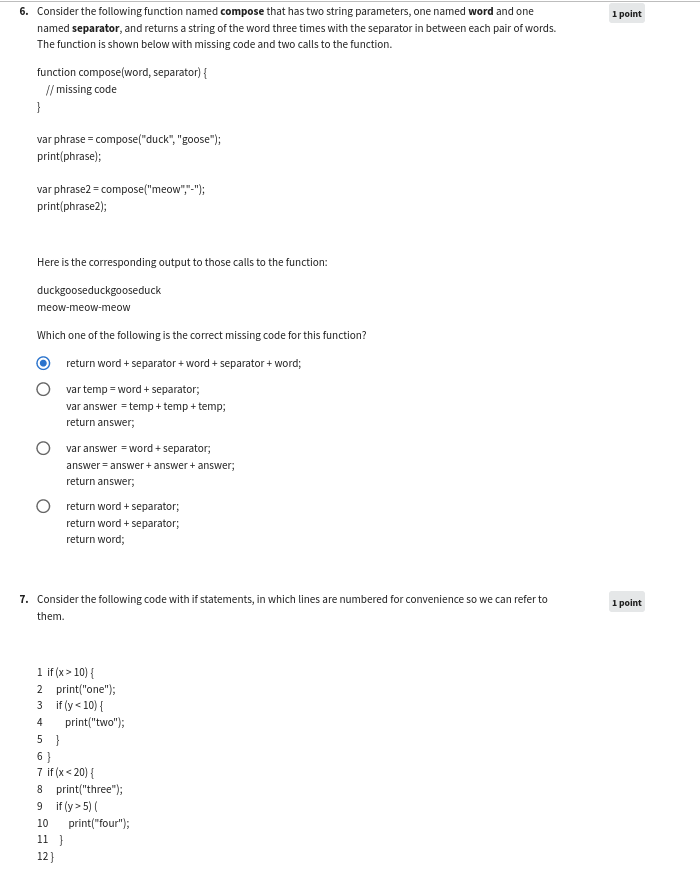 6. Consider the following function named compose that has two string parameters, one named word and one
1 point
named separator, and returns a string of the word three times with the separator in between each pair of words.
The function is shown below with missing code and two calls to the function.
function compose(word, separator) {
// missing code
}
var phrase = compose("duck", "goose");
print(phrase);
var phrase2 = compose("meow","-");
print(phrase2);
Here is the corresponding output to those calls to the function:
duckgooseduckgooseduck
meow-meow-meow
Which one of the following is the correct missing code for this function?
return word + separator + word + separator + word;
var temp = word + separator;
var answer = temp + temp + temp;
return answer;
var answer = word + separator;
answer = answer + answer + answer;
return answer;
return word + separator;
return word + separator;
return word;
7. Consider the following code with if statements, in which lines are numbered for convenience so we can refer to
1 point
them.
1 if (x > 10) {
2 print("one");
3 if (y < 10) {
4 print("two");
5 }
6 }
7 if (x < 20) {
8 print("three");
9 if (y > 5) (
10 print("four");
11 }
12 }